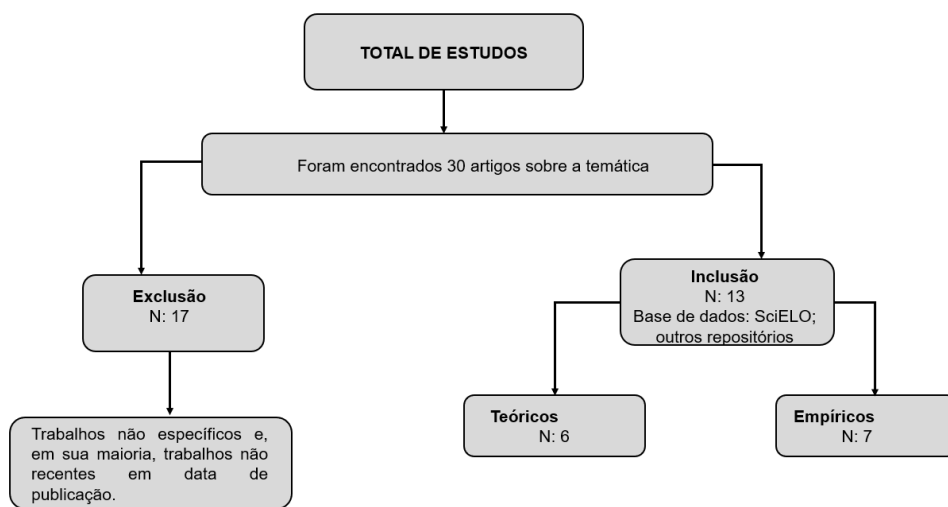 TOTAL DE ESTUDOS
Foram encontrados 30 artigos sobre a temática
Exclusão
N: 17
Inclusão
N: 13
Base de dados: SciELO;
outros repositórios
Trabalhos não específicos e,
em sua maioria, trabalhos não
recentes em data de
publicação.
Teóricos
N: 6
Empíricos
N: 7